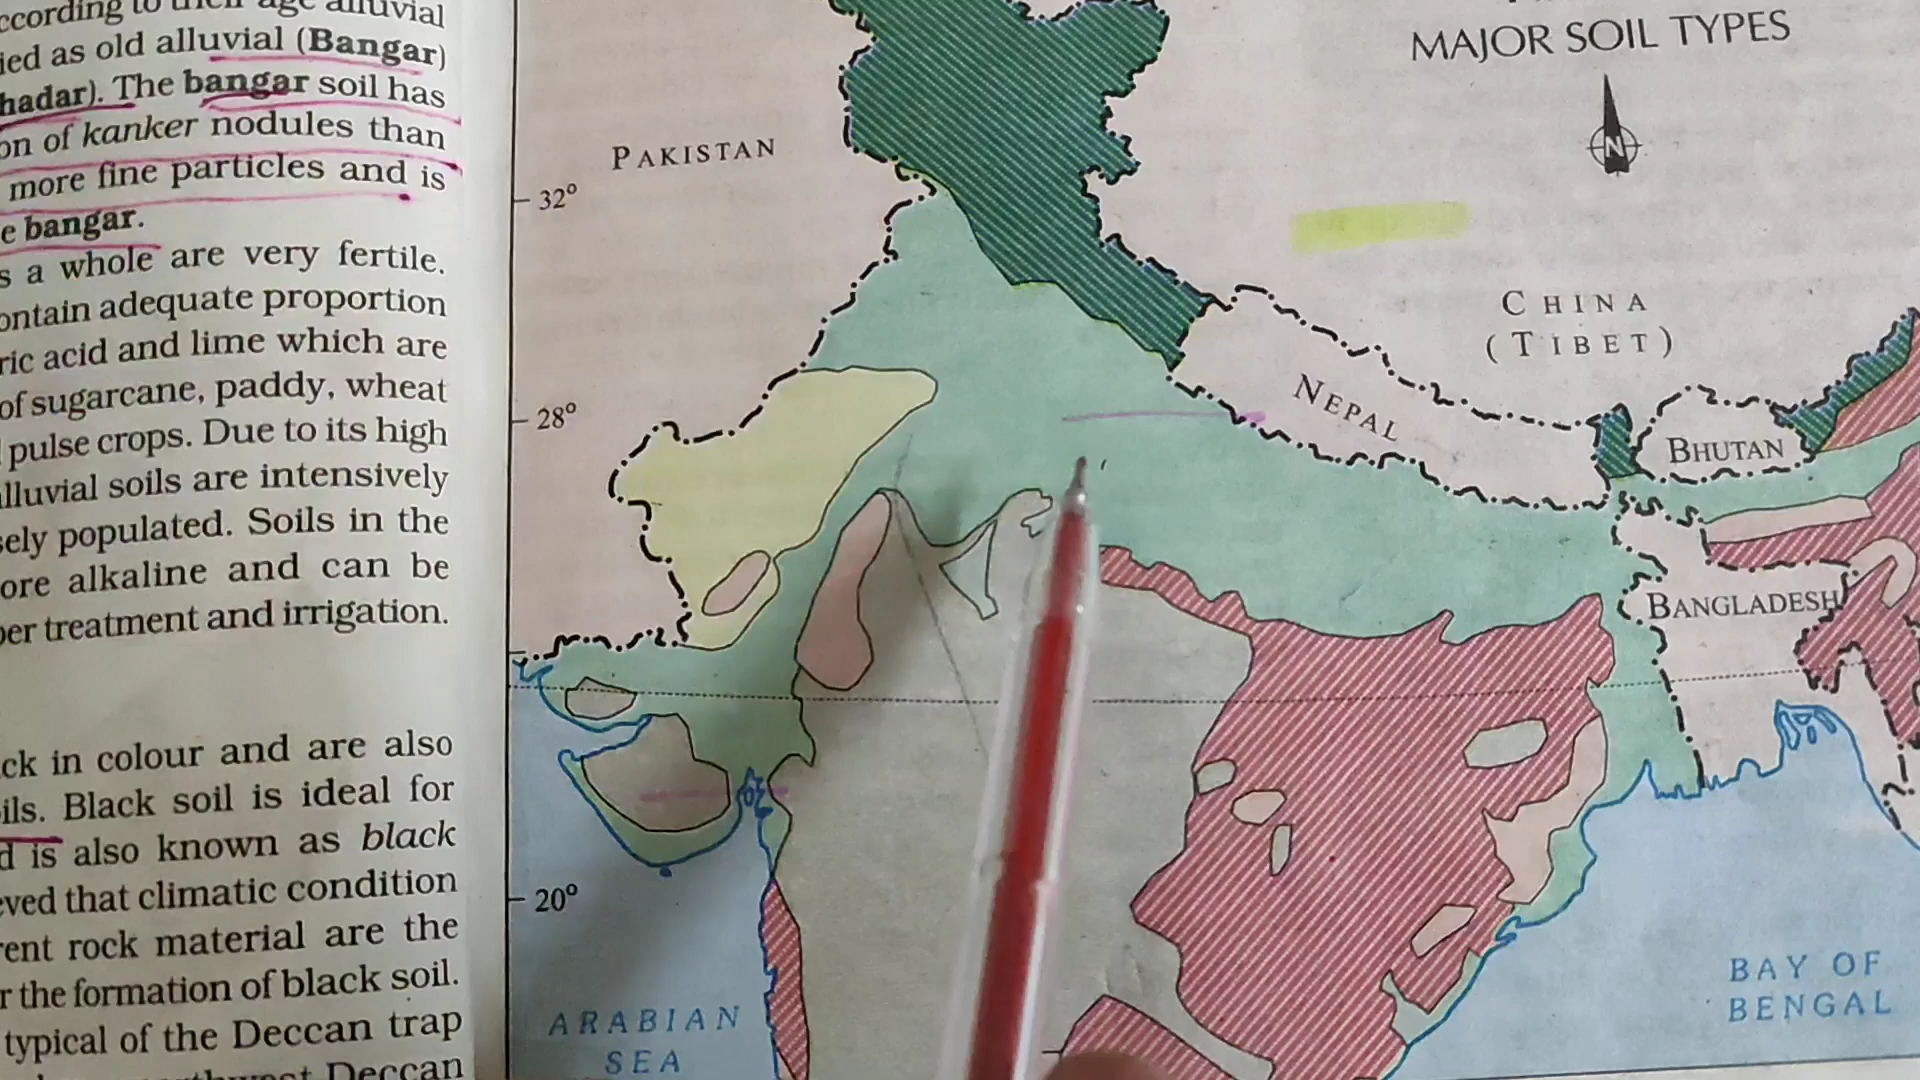 according to their age alluvial
ied as old alluvial (Bangar)
hadar). The bangar soil has
on of kanker nodules than
more fine particles and is
e bangar.
s a whole are very fertile.
ontain adequate proportion
ric acid and lime which are
of sugarcane, paddy, wheat
pulse crops. Due to its high
lluvial soils are intensively
sely populated. Soils in the
ore alkaline and can be
per treatment and irrigation.
ck in colour and are also
ils. Black soil is ideal for
d is also known as black
eved that climatic condition
rent rock material are the
r the formation of black soil.
typical of the Deccan trap
Deccan
MAJOR SOIL TYPES
N
PAKISTAN
32°
CHINA
(TIBET)
NEPAL
28°
BHUTAN
BANGLADESH
20°
ARABIAN
SEA
BAY OF
BENGAL